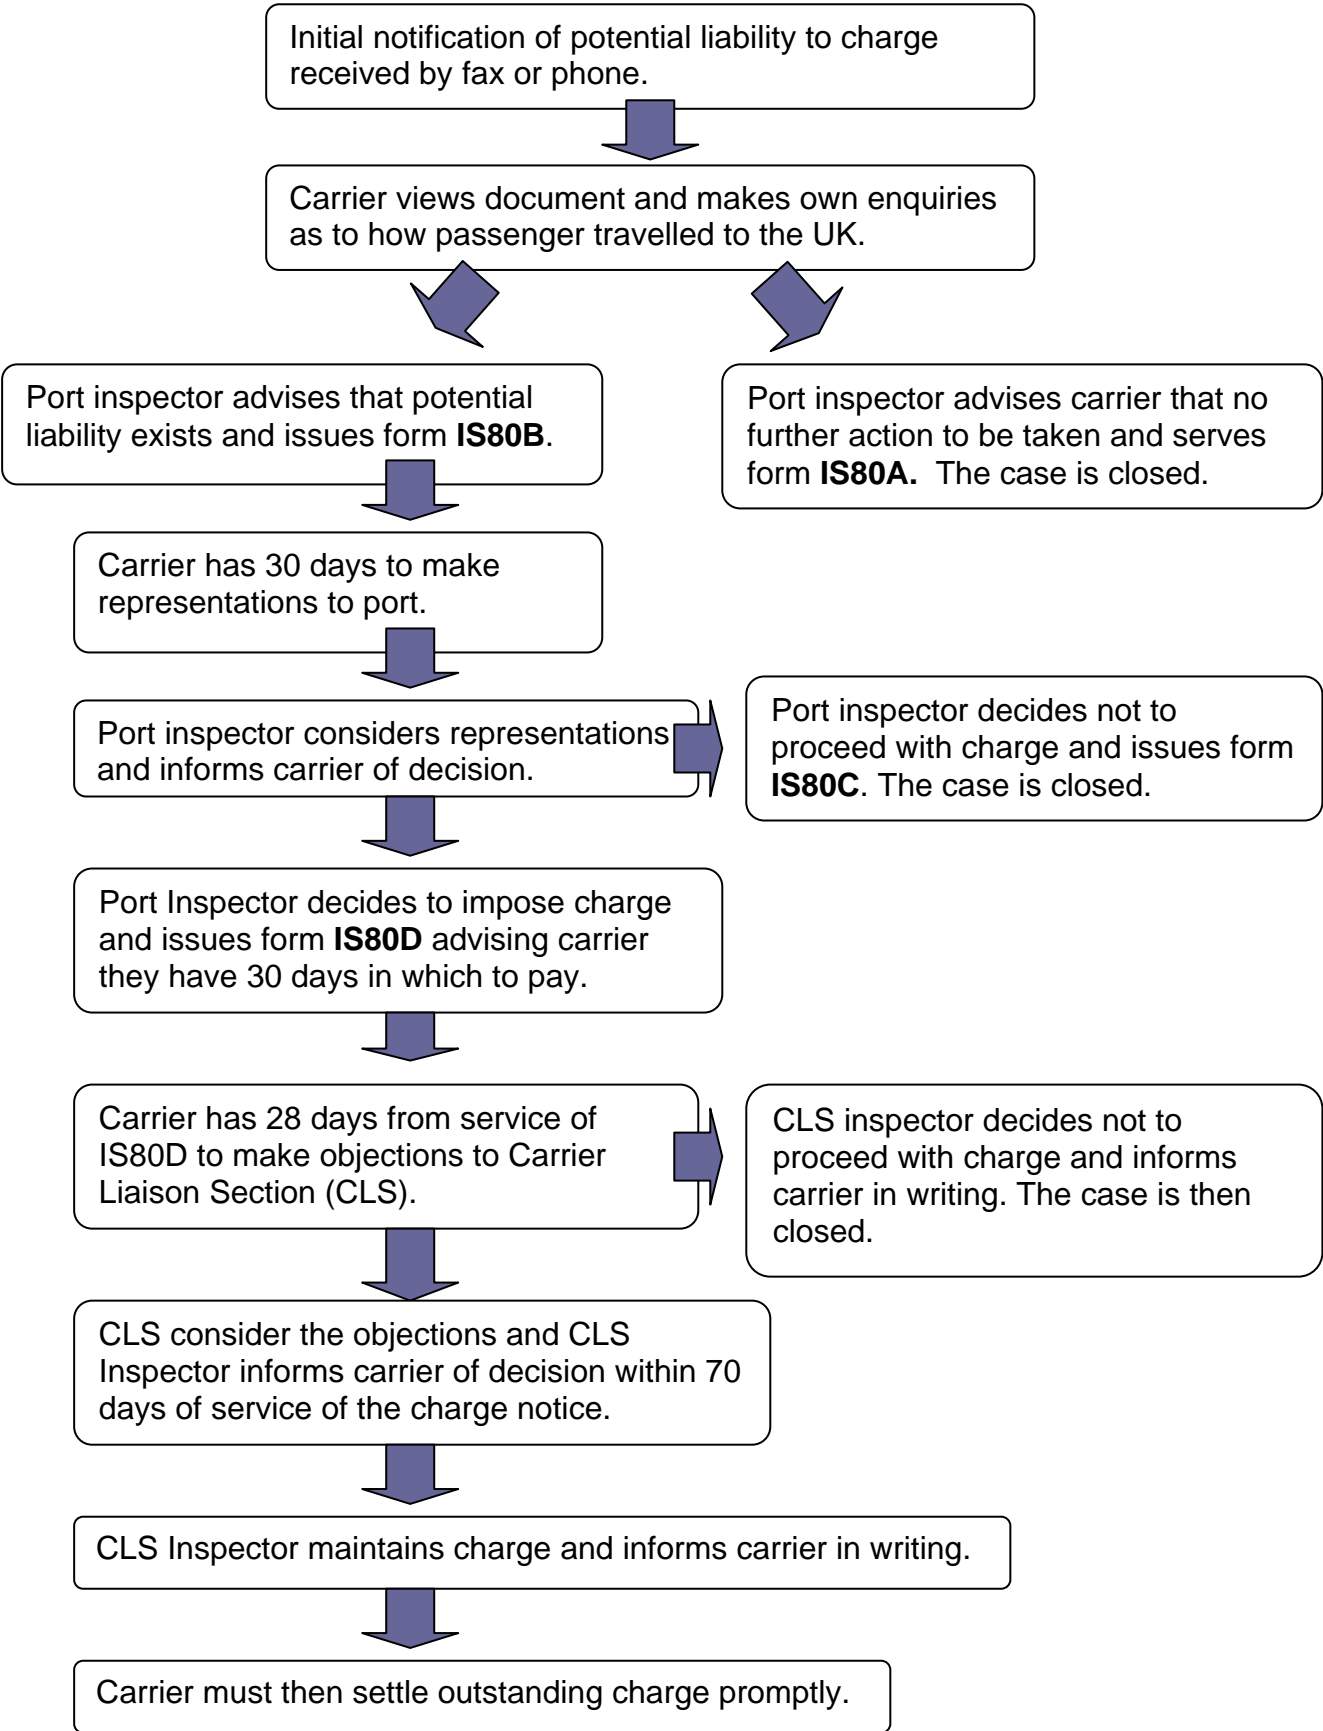 Initial notification of potential liability to charge
received by fax or phone.
Carrier views document and makes own enquiries
as to how passenger travelled to the UK.
Port inspector advises that potential
liability exists and issues form IS80B.
Port inspector advises carrier that no
further action to be taken and serves
form IS80A.  The case is closed.
Carrier has 30 days to make
representations to port.
Port inspector considers representations
and informs carrier of decision.
Port inspector decides not to
proceed with charge and issues form
IS80C. The case is closed.
Port Inspector decides to impose charge
and issues form IS80D advising carrier
they have 30 days in which to pay.
Carrier has 28 days from service of
IS80D to make objections to Carrier
Liaison Section (CLS).
CLS inspector decides not to
proceed with charge and informs
carrier in writing. The case is then
closed.
CLS consider the objections and CLS
Inspector informs carrier of decision within 70
days of service of the charge notice.
CLS Inspector maintains charge and informs carrier in writing.
Carrier must then settle outstanding charge promptly.